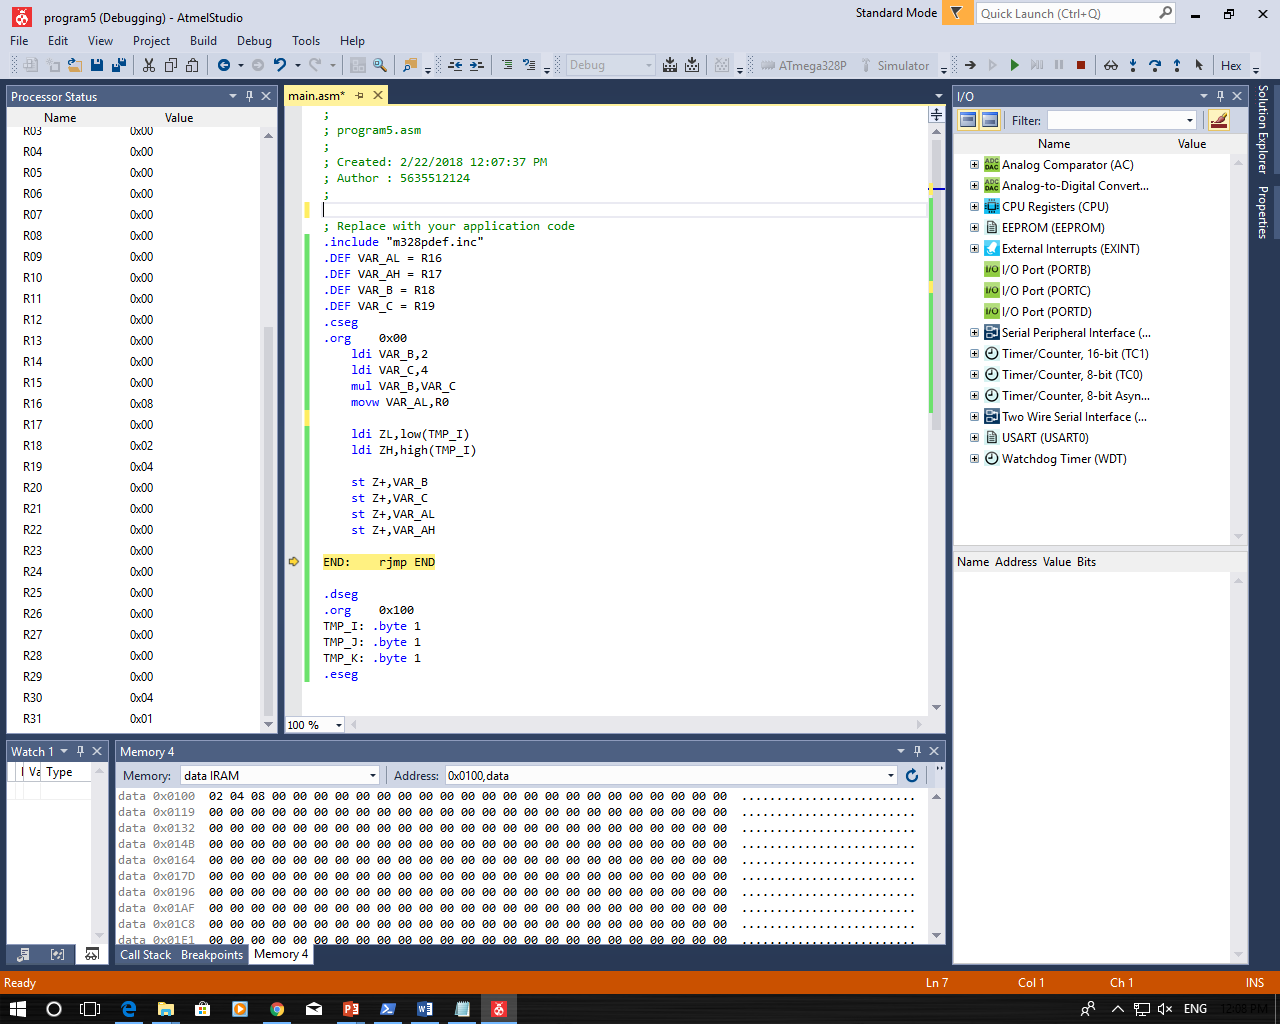 program5 (Debugging) - AtmelStudio
Standard Mode
Quick Launch (Ctrl+Q)
File Edit View Project Build Debug Tools Help
Debug
ATmega328P
Simulator
Hex
Processor Status
Name Value
R03 0x00
R04 0x00
R05 0x00
R06 0x00
R07 0x00
R08 0x00
R09 0x00
R10 0x00
R11 0x00
R12 0x00
R13 0x00
R14 0x00
R15 0x00
R16 0x08
R17 0x00
R18 0x02
R19 0x04
R20 0x00
R21 0x00
R22 0x00
R23 0x00
R24 0x00
R25 0x00
R26 0x00
R27 0x00
R28 0x00
R29 0x00
R30 0x04
R31 0x01
main.asm*
;
; program5.asm
;
; Created: 2/22/2018 12:07:37 PM
; Author : 5635512124
;
; Replace with your application code
.include "m328pdef.inc"
.DEF VAR_AL = R16
.DEF VAR_AH = R17
.DEF VAR_B = R18
.DEF VAR_C = R19
.cseg
.org 0x00
ldi VAR_B,2
ldi VAR_C,4
mul VAR_B,VAR_C
movw VAR_AL,R0
ldi ZL,low(TMP_I)
ldi ZH,high(TMP_I)
st Z+,VAR_B
st Z+,VAR_C
st Z+,VAR_AL
st Z+,VAR_AH
END: rjmp END
.dseg
.org 0x100
TMP_I: .byte 1
TMP_J: .byte 1
TMP_K: .byte 1
.eseg
100 %
I/O
Filter:
Name Value
Analog Comparator (AC)
Analog-to-Digital Convert...
CPU Registers (CPU)
EEPROM (EEPROM)
External Interrupts (EXINT)
I/O Port (PORTB)
I/O Port (PORTC)
I/O Port (PORTD)
Serial Peripheral Interface (...
Timer/Counter, 16-bit (TC1)
Timer/Counter, 8-bit (TC0)
Timer/Counter, 8-bit Asyn...
Two Wire Serial Interface (...
USART (USART0)
Watchdog Timer (WDT)
Name Address Value Bits
Solution Explorer
Properties
Watch 1
Va Type
Memory 4
Memory: data IRAM
Address: 0x0100,data
data 0x0100 02 04 08 00 00 00 00 00 00 00 00 00 00 00 00 00 00 00 00 00 00 00 00 00 00 .........................
data 0x0119 00 00 00 00 00 00 00 00 00 00 00 00 00 00 00 00 00 00 00 00 00 00 00 00 00 .........................
data 0x0132 00 00 00 00 00 00 00 00 00 00 00 00 00 00 00 00 00 00 00 00 00 00 00 00 00 .........................
data 0x014B 00 00 00 00 00 00 00 00 00 00 00 00 00 00 00 00 00 00 00 00 00 00 00 00 00 .........................
data 0x0164 00 00 00 00 00 00 00 00 00 00 00 00 00 00 00 00 00 00 00 00 00 00 00 00 00 .........................
data 0x017D 00 00 00 00 00 00 00 00 00 00 00 00 00 00 00 00 00 00 00 00 00 00 00 00 00 .........................
data 0x0196 00 00 00 00 00 00 00 00 00 00 00 00 00 00 00 00 00 00 00 00 00 00 00 00 00 .........................
data 0x01AF 00 00 00 00 00 00 00 00 00 00 00 00 00 00 00 00 00 00 00 00 00 00 00 00 00 .........................
data 0x01C8 00 00 00 00 00 00 00 00 00 00 00 00 00 00 00 00 00 00 00 00 00 00 00 00 00 .........................
data 0x01E1 00 00 00 00 00 00 00 00 00 00 00 00 00 00 00 00 00 00 00 00 00 00 00 00 00 .........................
Call Stack Breakpoints Memory 4
Ready
Ln 7 Col 1 Ch 1 INS
ENG 12:08 PM